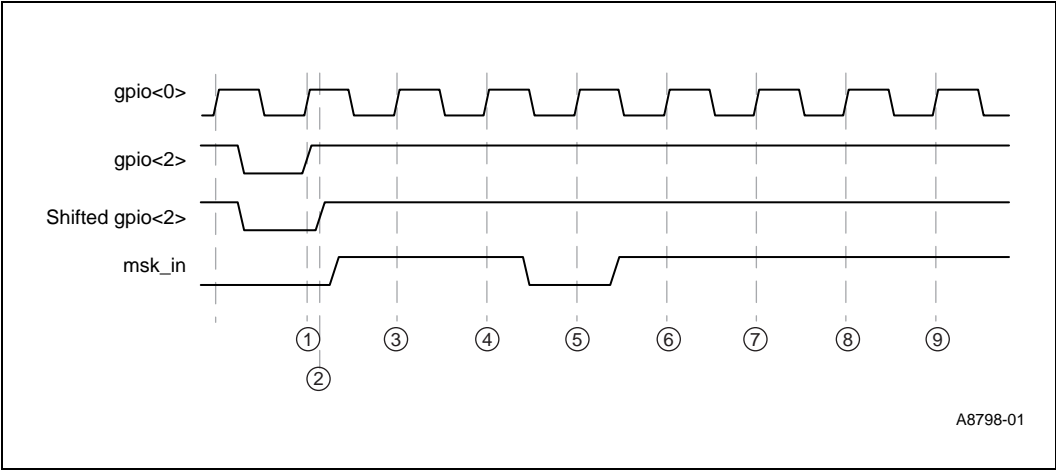 gpio<0>
gpio<2>
Shifted gpio<2>
msk_in
1 3 4 5 6 7 8 9
2
A8798-01